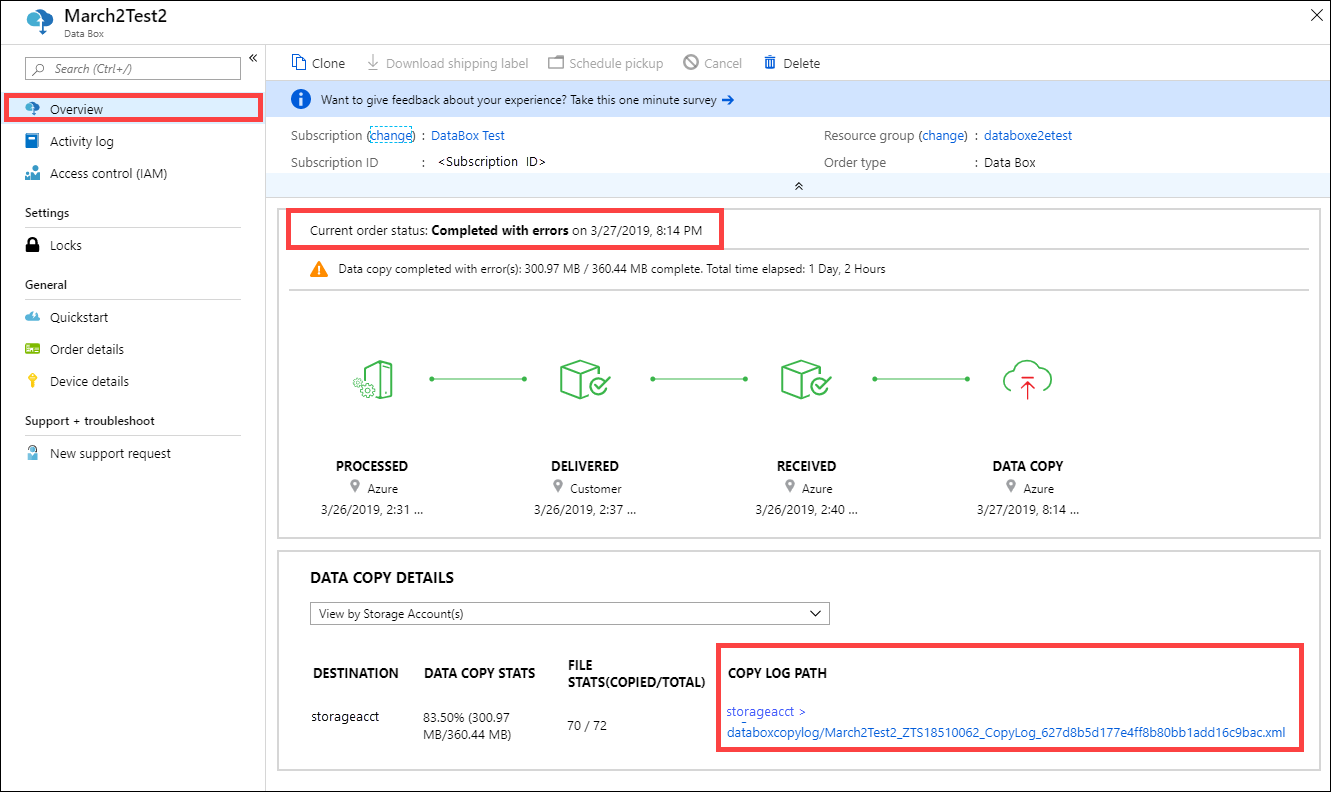 March2Test2
Data Box
Search (Ctrl+/)
«
Overview
Activity log
Access control (IAM)
Settings
Locks
General
Quickstart
Order details
Device details
Support + troubleshoot
New support request
Clone
Download shipping label
Schedule pickup
Cancel
Delete
Want to give feedback about your experience? Take this one minute survey →
Subscription (change) : DataBox Test
Subscription ID : <Subscription ID>
Resource group (change) : databoxe2etest
Order type : Data Box
Current order status: Completed with errors on 3/27/2019, 8:14 PM
Data copy completed with error(s): 300.97 MB / 360.44 MB complete. Total time elapsed: 1 Day, 2 Hours
PROCESSED
Azure
3/26/2019, 2:31 ...
DELIVERED
Customer
3/26/2019, 2:37 ...
RECEIVED
Azure
3/26/2019, 2:40 ...
DATA COPY
Azure
3/27/2019, 8:14 ...
DATA COPY DETAILS
View by Storage Account(s)
DESTINATION
DATA COPY STATS
FILE
STATS(COPIED/TOTAL)
COPY LOG PATH
storageacct
83.50% (300.97
MB/360.44 MB)
70 / 72
storageacct >
databoxcopylog/March2Test2_ZTS18510062_CopyLog_627d8b5d177e4ff8b80bb1add16c9bac.xml